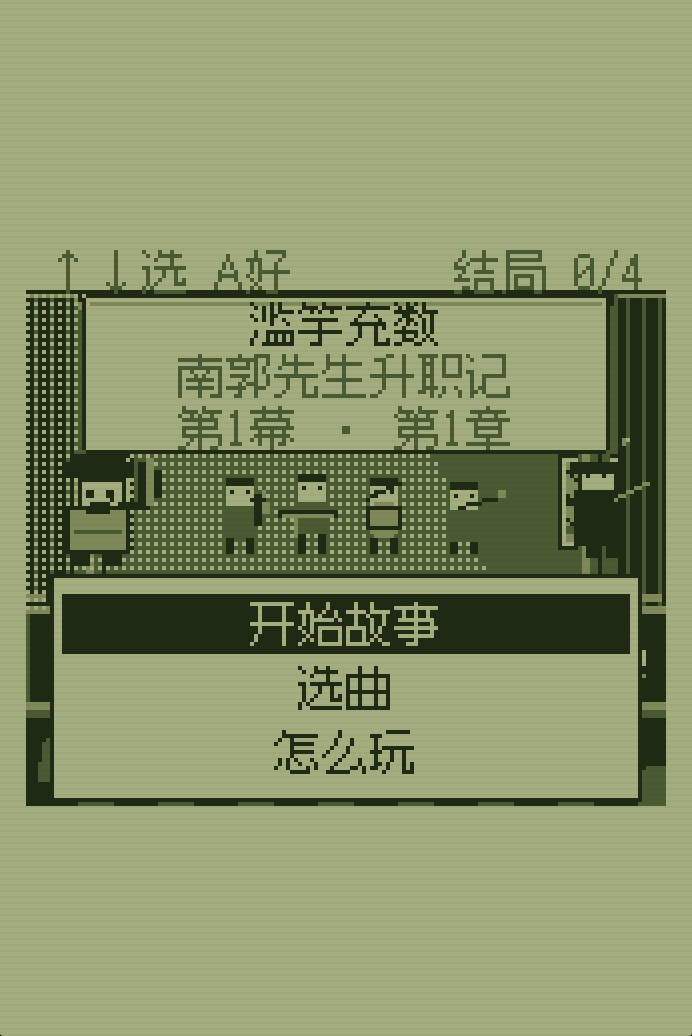 ↑↓选 A好 结局 0/4
滥竽充数
南郭先生升职记
第1幕 · 第1章
开始故事
选曲
怎么玩